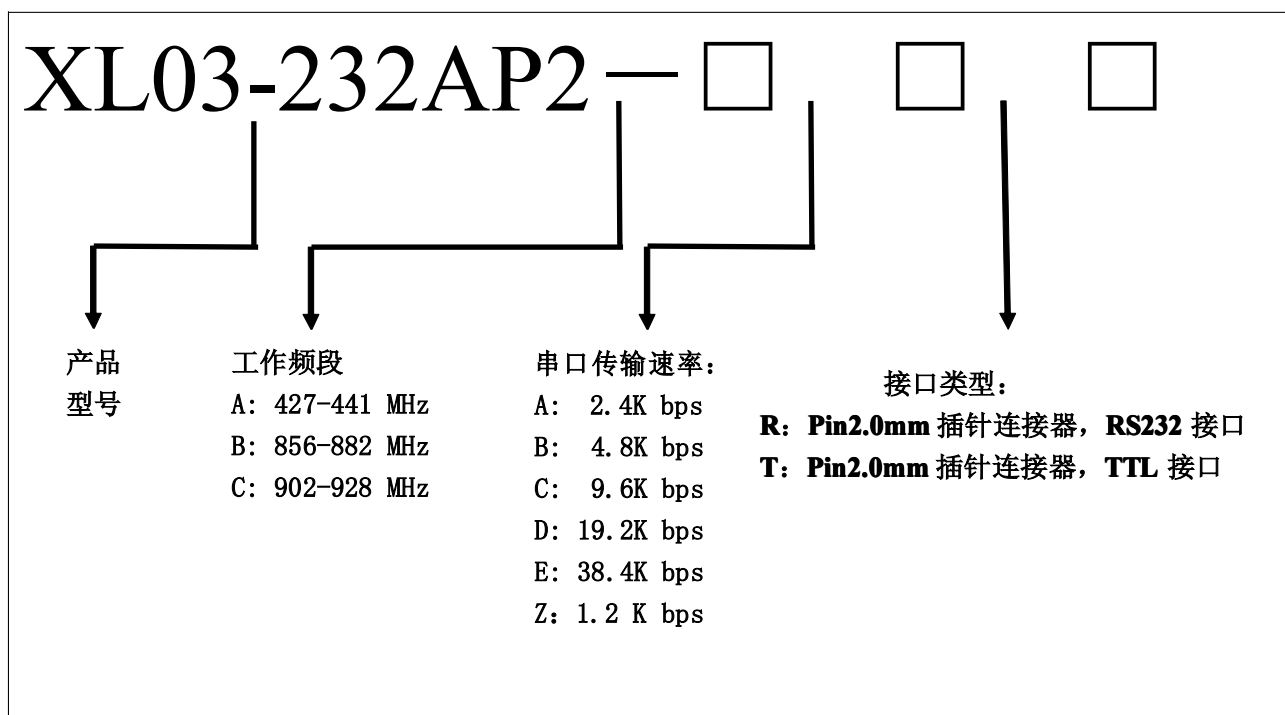 XL03-232AP2—□ □ □
产品
型号
工作频段
A: 427-441 MHz
B: 856-882 MHz
C: 902-928 MHz
串口传输速率：
A: 2.4K bps
B: 4.8K bps
C: 9.6K bps
D: 19.2K bps
E: 38.4K bps
Z：1.2 K bps
接口类型：
R：Pin2.0mm 插针连接器，RS232 接口
T：Pin2.0mm 插针连接器，TTL 接口